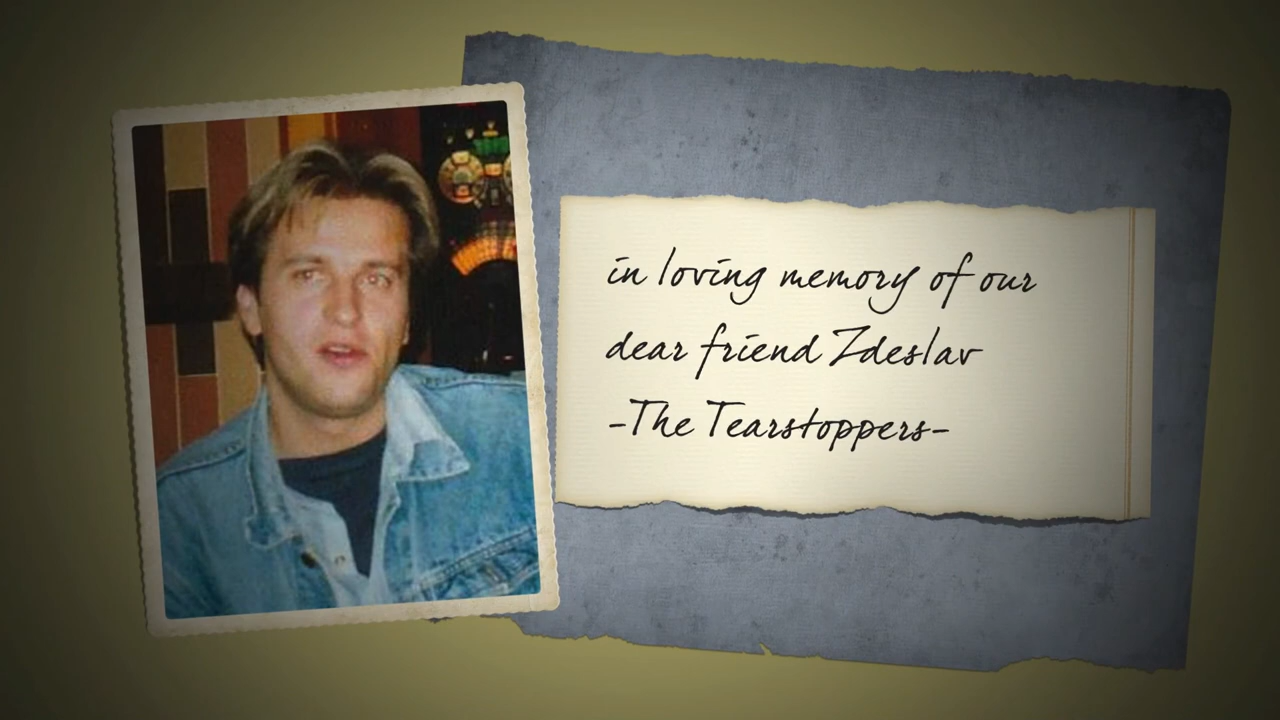 in loving memory of our
dear friend Zdeslav
-The Tearstoppers-